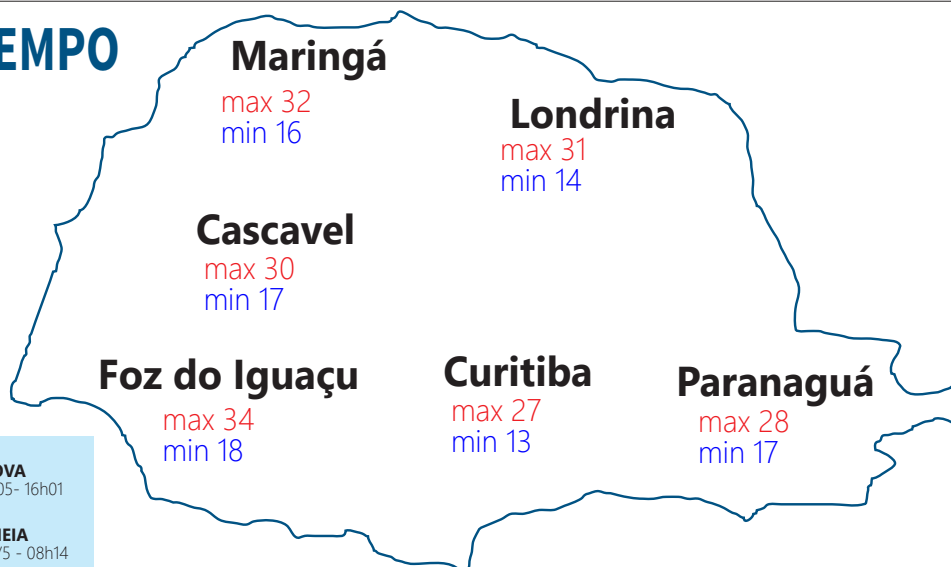 EMPO
Maringá
max 32
min 16
Londrina
max 31
min 14
Cascavel
max 30
min 17
Foz do Iguaçu
max 34
min 18
Curitiba
max 27
min 13
Paranaguá
max 28
min 17
OVA
05- 16h01
EIA
/5 - 08h14